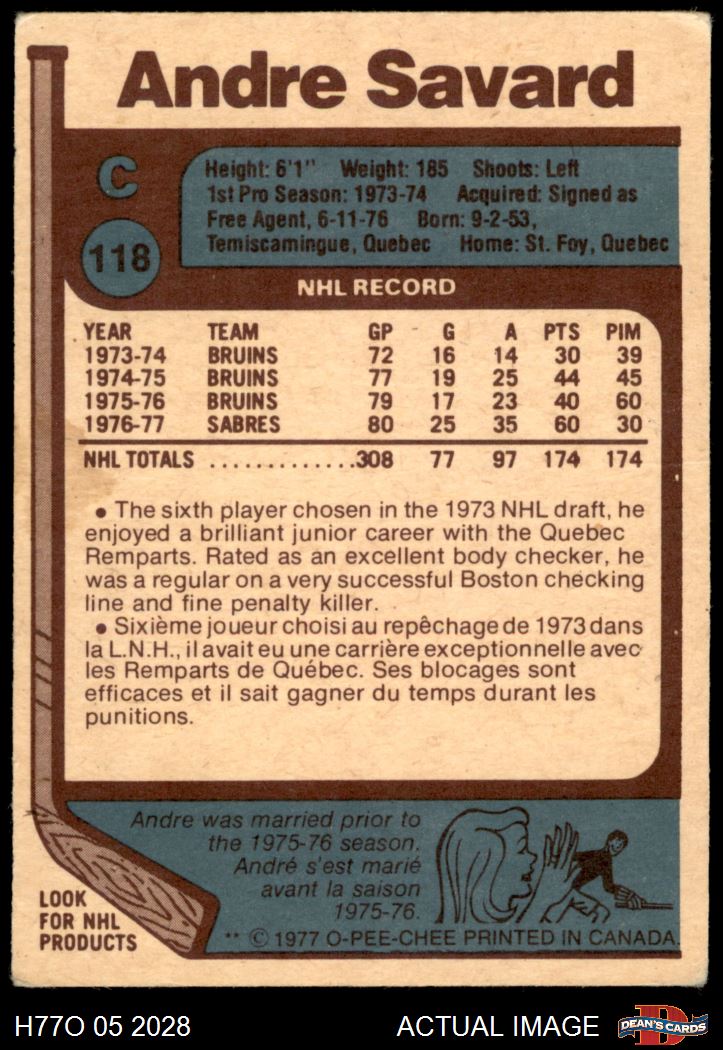 Andre Savard
C
118
Height: 6'1" Weight: 185 Shoots: Left
1st Pro Season: 1973-74 Acquired: Signed as
Free Agent, 6-11-76 Born: 9-2-53,
Temiscamingue, Quebec Home: St. Foy, Quebec
NHL RECORD
YEAR TEAM GP G A PTS PIM
1973-74 BRUINS 72 16 14 30 39
1974-75 BRUINS 77 19 25 44 45
1975-76 BRUINS 79 17 23 40 60
1976-77 SABRES 80 25 35 60 30
NHL TOTALS .............308 77 97 174 174
• The sixth player chosen in the 1973 NHL draft, he
enjoyed a brilliant junior career with the Quebec
Remparts. Rated as an excellent body checker, he
was a regular on a very successful Boston checking
line and fine penalty killer.
• Sixième joueur choisi au repêchage de 1973 dans
la L.N.H., il avait eu une carrière exceptionnelle avec
les Remparts de Québec. Ses blocages sont
efficaces et il sait gagner du temps durant les
punitions.
Andre was married prior to
the 1975-76 season.
André s'est marié
avant la saison
1975-76.
LOOK
FOR NHL
PRODUCTS
** © 1977 O-PEE-CHEE PRINTED IN CANADA.
H77O 05 2028 ACTUAL IMAGE DEAN'S CARDS